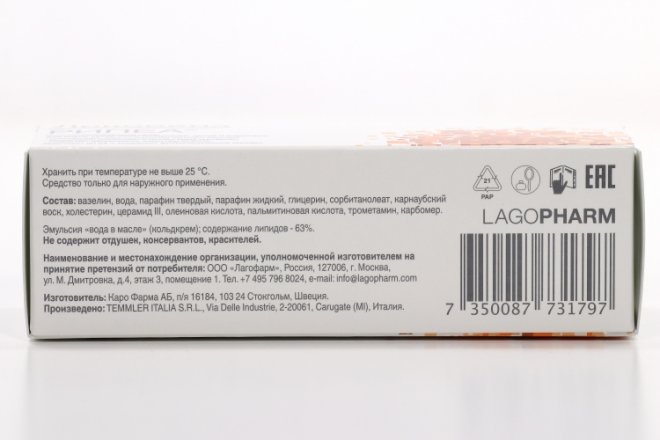 Хранить при температуре не выше 25 °С.
Средство только для наружного применения.
Состав: вазелин, вода, парафин твердый, парафин жидкий, глицерин, сорбитанолеат, карнаубский
воск, холестерин, церамид III, олеиновая кислота, пальмитиновая кислота, трометамин, карбомер.
Эмульсия «вода в масле» (кольдкрем); содержание липидов - 63%.
Не содержит отдушек, консервантов, красителей.
Наименование и местонахождение организации, уполномоченной изготовителем на
принятие претензий от потребителя: ООО «Лагофарм», Россия, 127006, г. Москва,
ул. М. Дмитровка, д.4, этаж 3, помещение 1. Тел. +7 495 796 8024, e-mail: info@lagopharm.com
Изготовитель: Каро Фарма АБ, п/я 16184, 103 24 Стокгольм, Швеция.
Произведено: TEMMLER ITALIA S.R.L., Via Delle Industrie, 2-20061, Carugate (MI), Италия.
21
PAP
EAC
LAGOPHARM
7 350087 731797